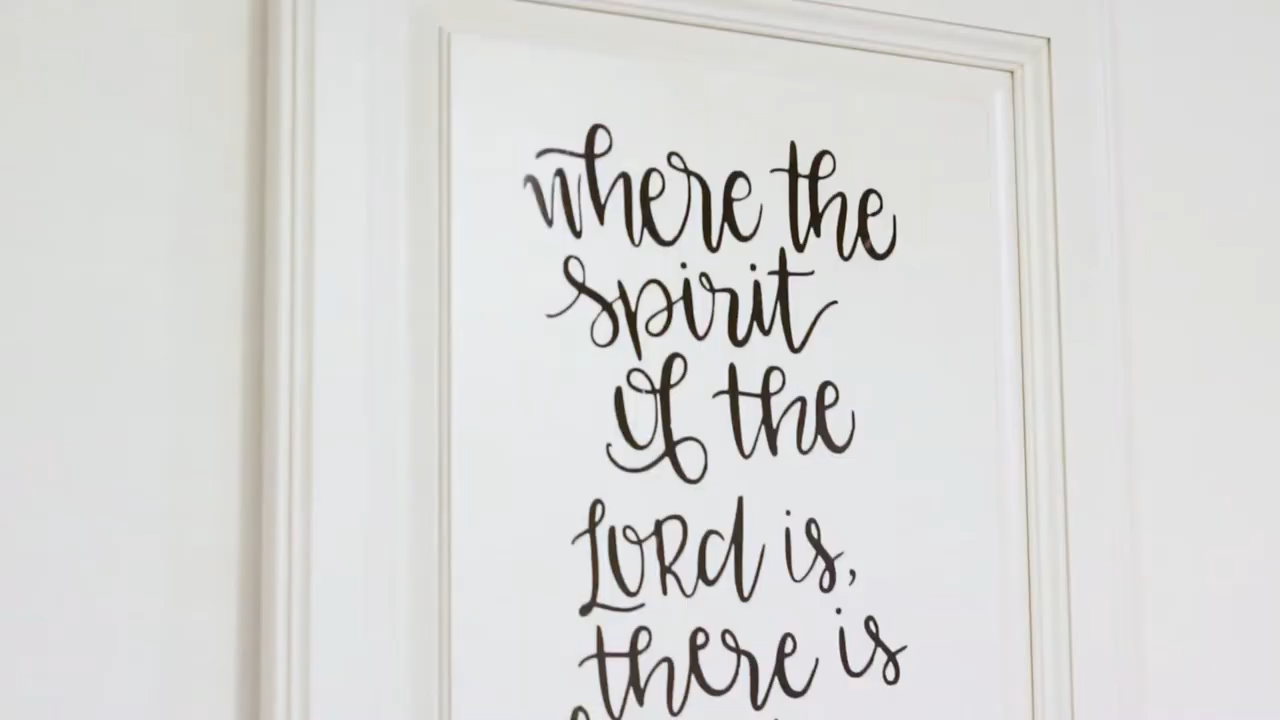 where the
spirit
of the
LORd is,
there is